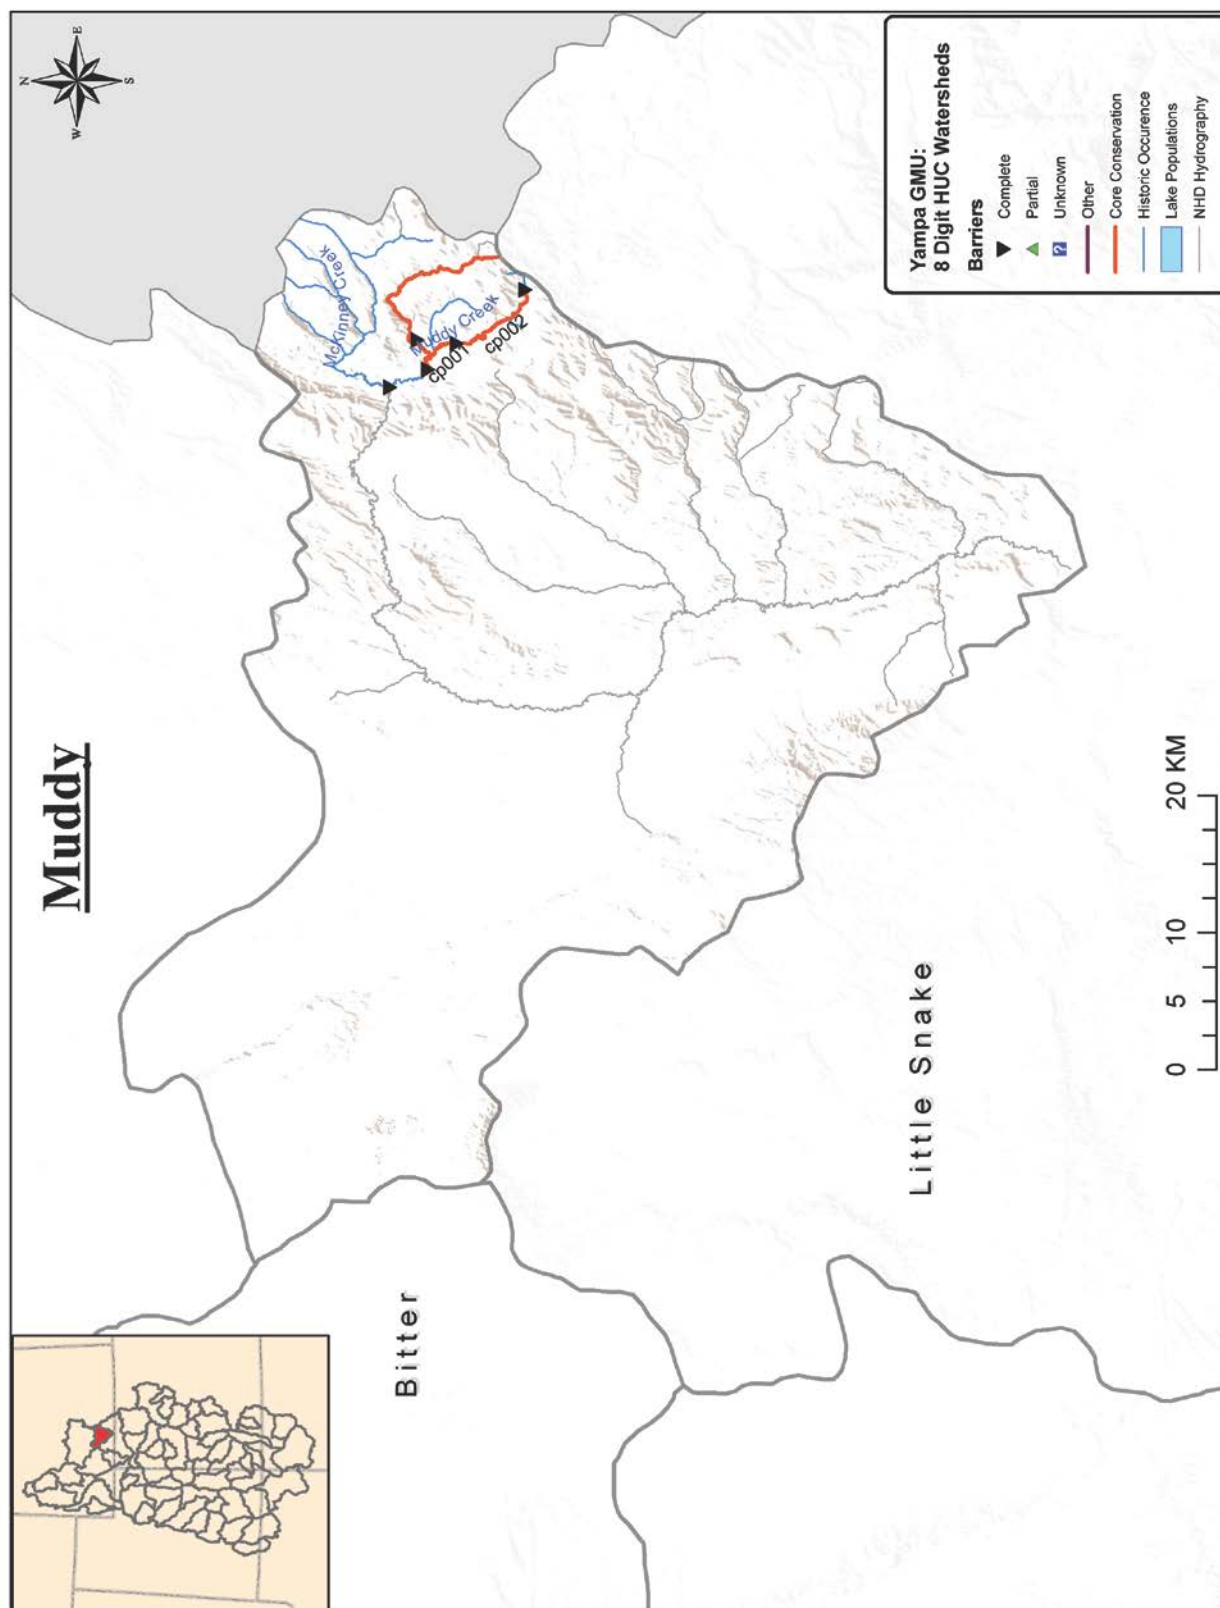 Muddy
N
E
S
W
McKinney Creek
Muddy Creek
cp001
cp002
Bitter
Little Snake
0 5 10 20 KM
Yampa GMU:
8 Digit HUC Watersheds
Barriers
Complete
Partial
? Unknown
Other
Core Conservation
Historic Occurence
Lake Populations
NHD Hydrography